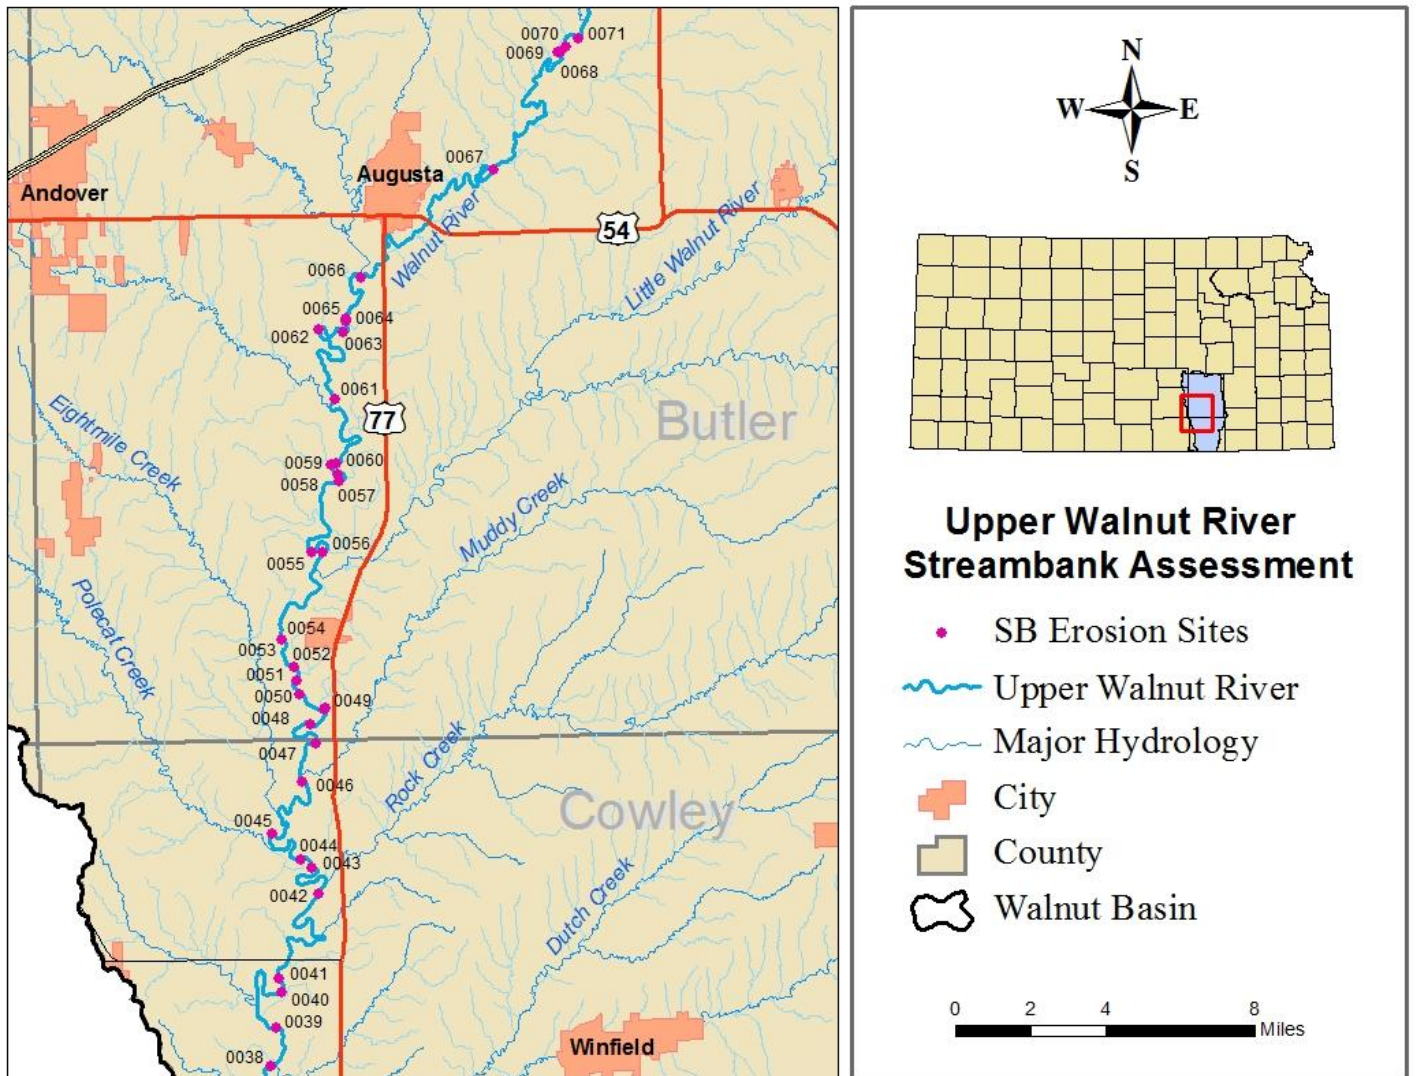 0070
0071
0069
0068
0067
Augusta
Andover
Walnut River
54
Little Walnut River
0066
0065
0064
0062
0063
0061
77
Butler
Eightmile Creek
0059
0060
0058
0057
Muddy Creek
0056
0055
Polecat Creek
0054
0053
0052
0051
0050
0049
0048
0047
Rock Creek
0046
Cowley
0045
0044
0043
0042
Dutch Creek
0041
0040
0039
0038
Winfield
N
W
E
S
Upper Walnut River
Streambank Assessment
SB Erosion Sites
Upper Walnut River
Major Hydrology
City
County
Walnut Basin
0 2 4 8
Miles